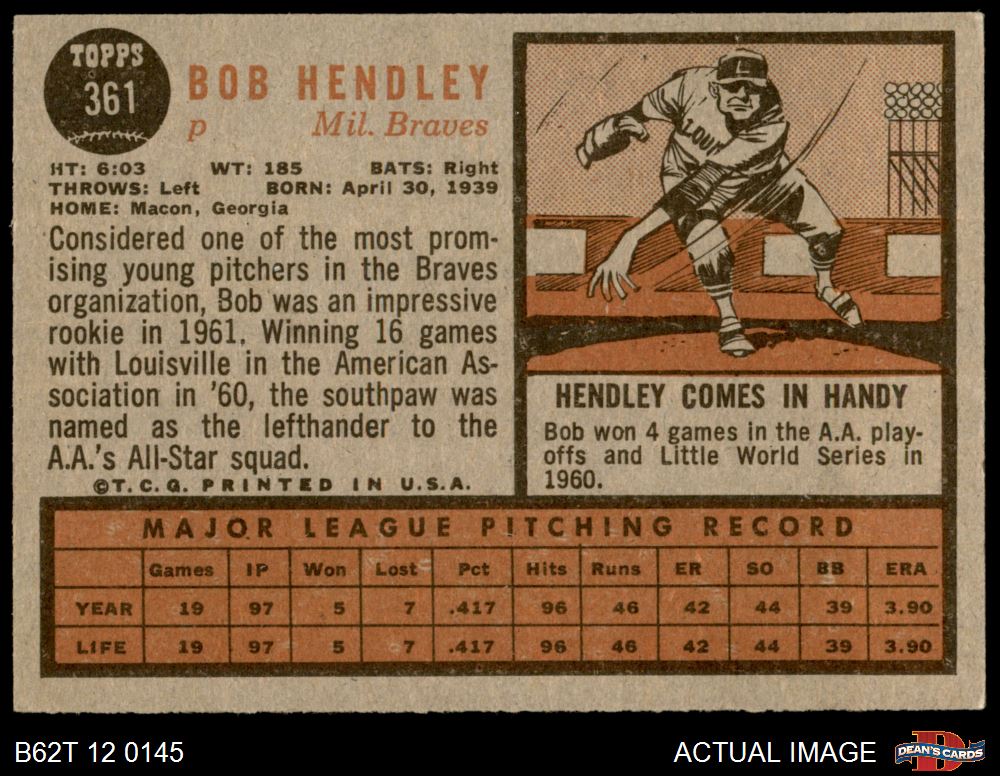 TOPPS
361
BOB HENDLEY
p Mil. Braves
HT: 6:03 WT: 185 BATS: Right
THROWS: Left BORN: April 30, 1939
HOME: Macon, Georgia
Considered one of the most prom-
ising young pitchers in the Braves
organization, Bob was an impressive
rookie in 1961. Winning 16 games
with Louisville in the American As-
sociation in '60, the southpaw was
named as the lefthander to the
A.A.'s All-Star squad.
©T.C.G. PRINTED IN U.S.A.
L
LOUI
HENDLEY COMES IN HANDY
Bob won 4 games in the A.A. play-
offs and Little World Series in
1960.
MAJOR LEAGUE PITCHING RECORD
Games IP Won Lost Pct Hits Runs ER SO BB ERA
YEAR 19 97 5 7 .417 96 46 42 44 39 3.90
LIFE 19 97 5 7 .417 96 46 42 44 39 3.90
B62T 12 0145
ACTUAL IMAGE
D
DEAN'S CARDS